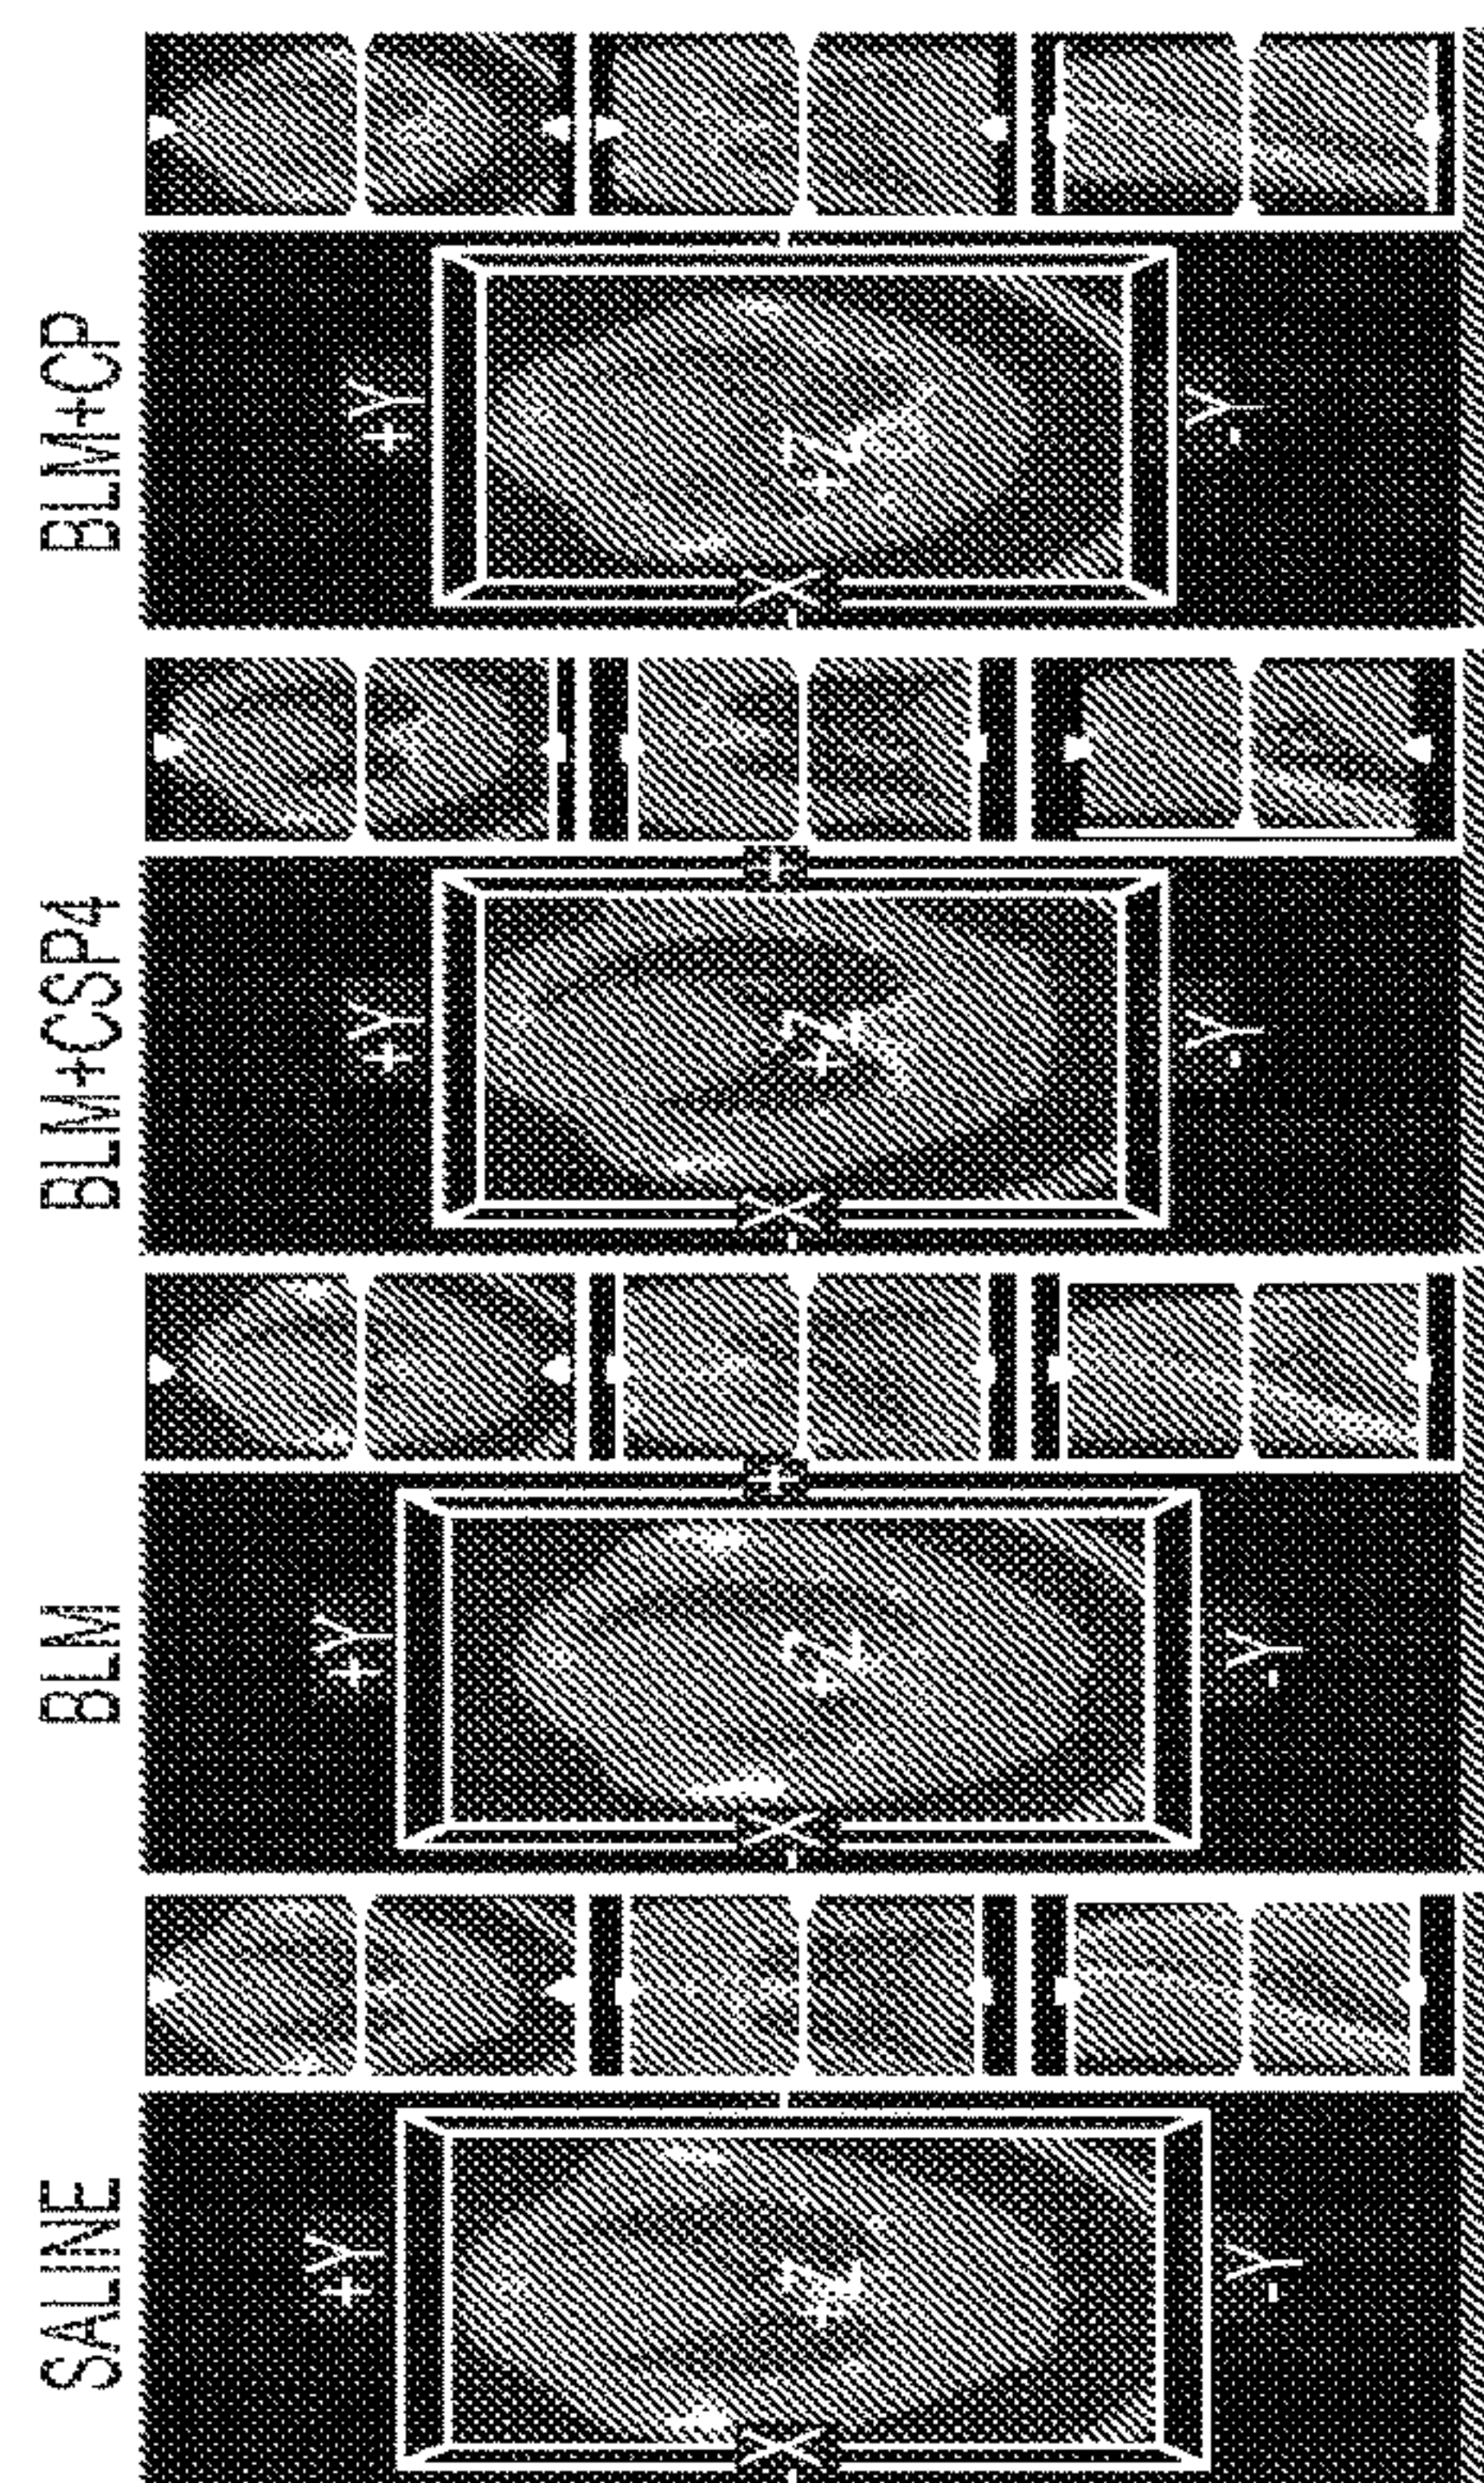 SALINE BLM BLM+CSP4 BLM+CP
+Y +Y +Y +Y
-X +Z -X +Z + -X +Z + -X +Z
-Y -Y -Y -Y